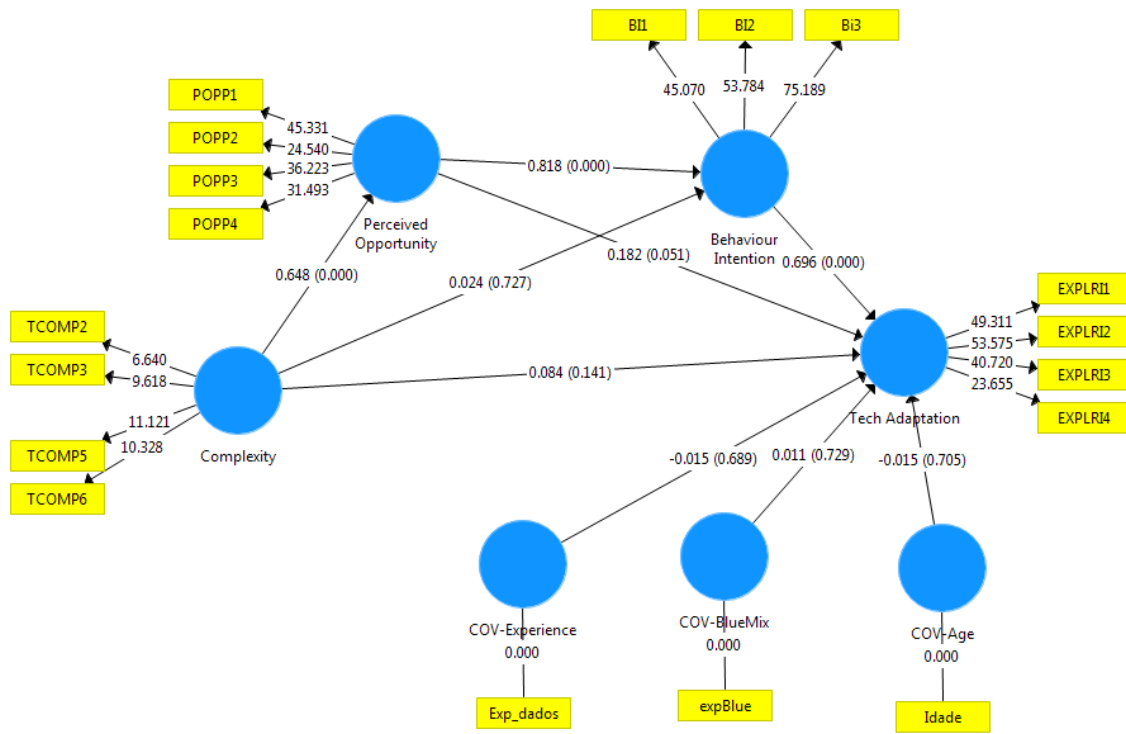 BI1
BI2
Bi3
45.070
53.784
75.189
POPP1
POPP2
POPP3
POPP4
45.331
24.540
36.223
31.493
Perceived
Opportunity
0.818 (0.000)
Behaviour
Intention
0.648 (0.000)
0.024 (0.727)
0.182 (0.051)
0.696 (0.000)
TCOMP2
TCOMP3
TCOMP5
TCOMP6
6.640
9.618
11.121
10.328
Complexity
0.084 (0.141)
EXPLRI1
EXPLRI2
EXPLRI3
EXPLRI4
49.311
53.575
40.720
23.655
Tech Adaptation
-0.015 (0.689)
0.011 (0.729)
-0.015 (0.705)
COV-Experience
0.000
Exp_dados
COV-BlueMix
0.000
expBlue
COV-Age
0.000
Idade